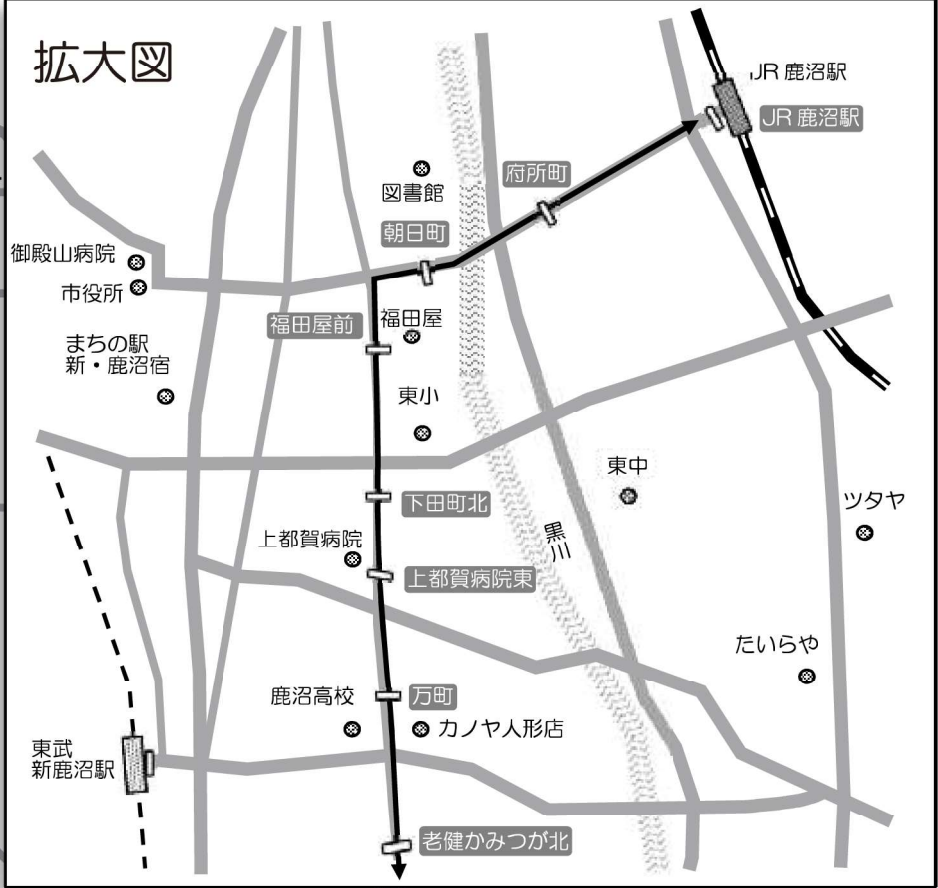 拡大図
JR 鹿沼駅
JR 鹿沼駅
府所町
図書館
朝日町
御殿山病院
市役所
福田屋前
福田屋
まちの駅
新・鹿沼宿
東小
東中
下田町北
ツタヤ
黒川
上都賀病院
上都賀病院東
たいらや
鹿沼高校
万町
カノヤ人形店
東武
新鹿沼駅
老健かみつが北